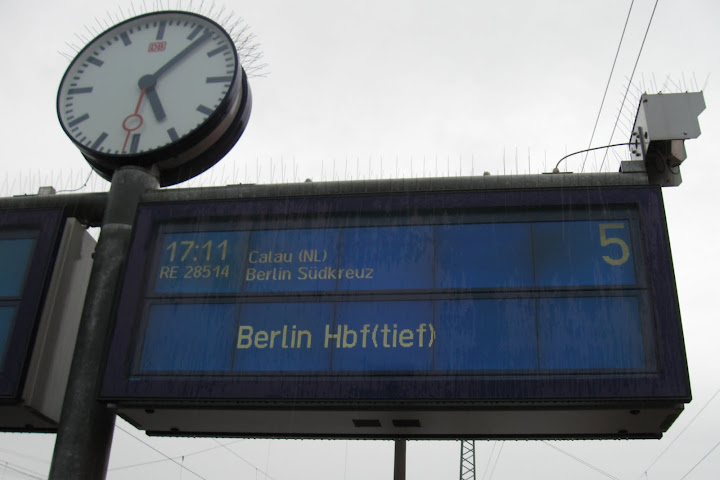 DB
17:11 Calau (NL) 5
RE 28514 Berlin Südkreuz
Berlin Hbf(tief)